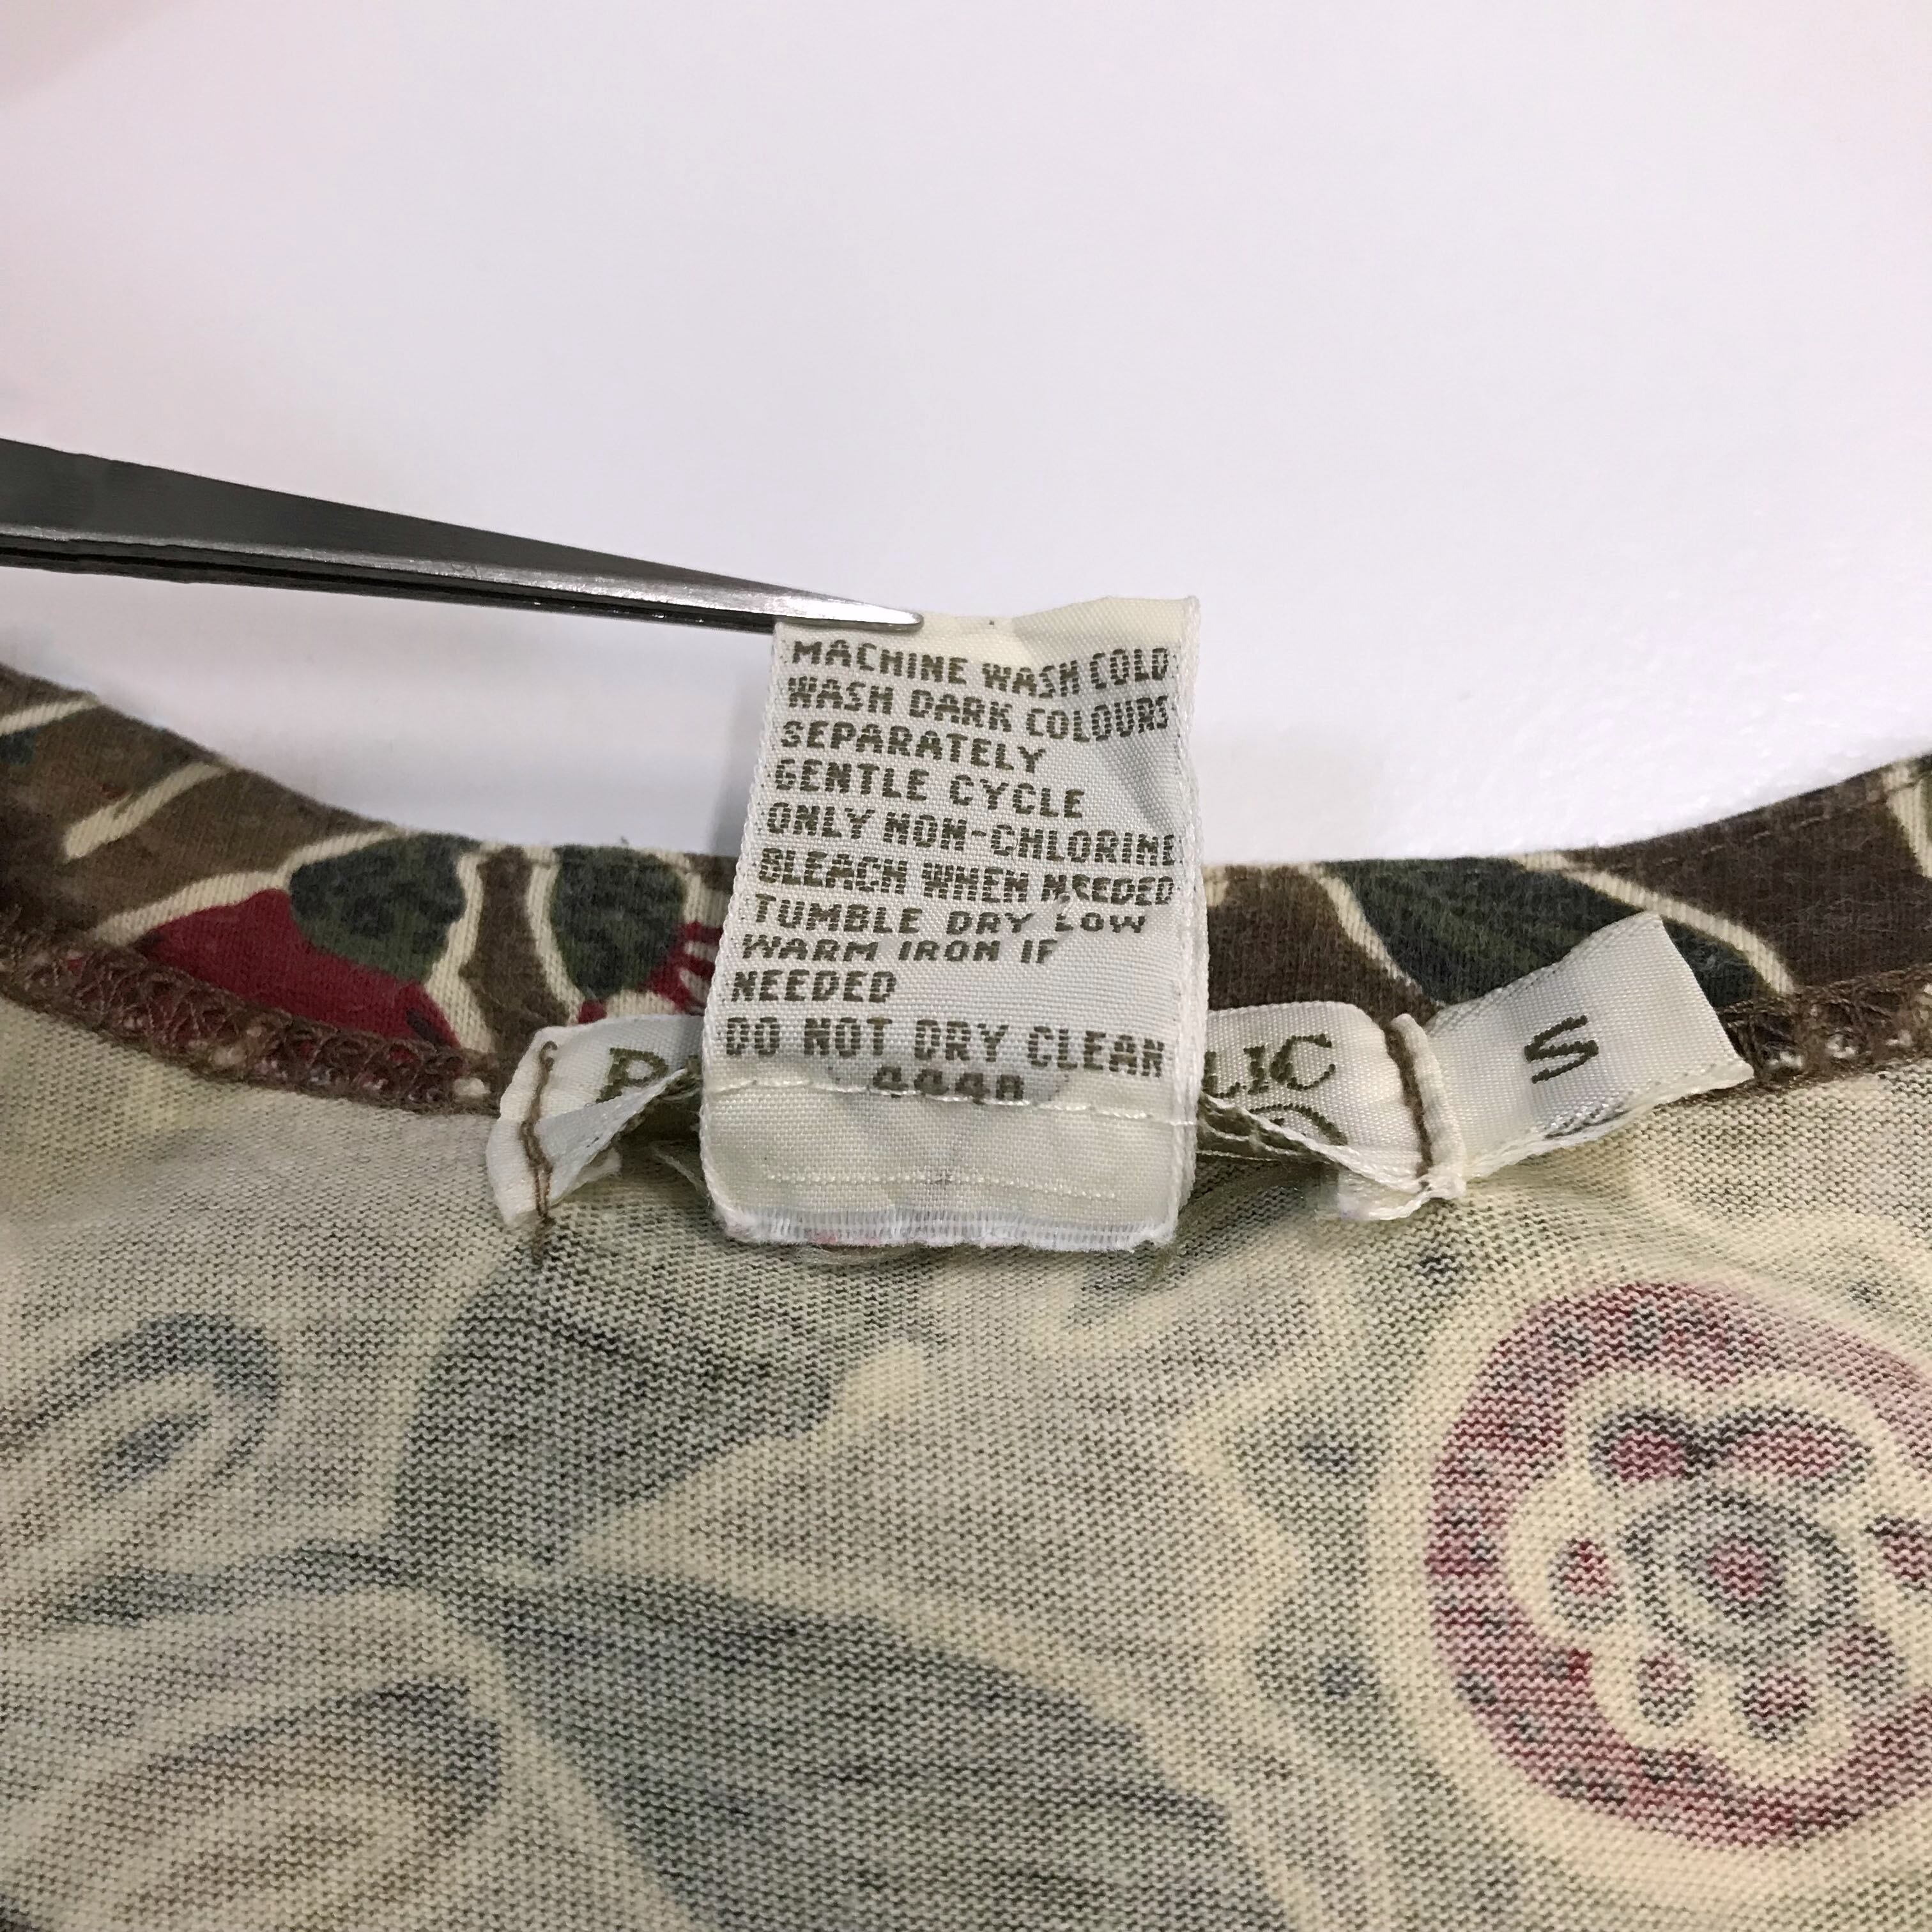 MACHINE WASH COLD
WASH DARK COLOURS
SEPARATELY
GENTLE CYCLE
ONLY NON-CHLORINE
BLEACH WHEN NEEDED
TUMBLE DRY LOW
WARM IRON IF
NEEDED
DO NOT DRY CLEAN
LIC
S